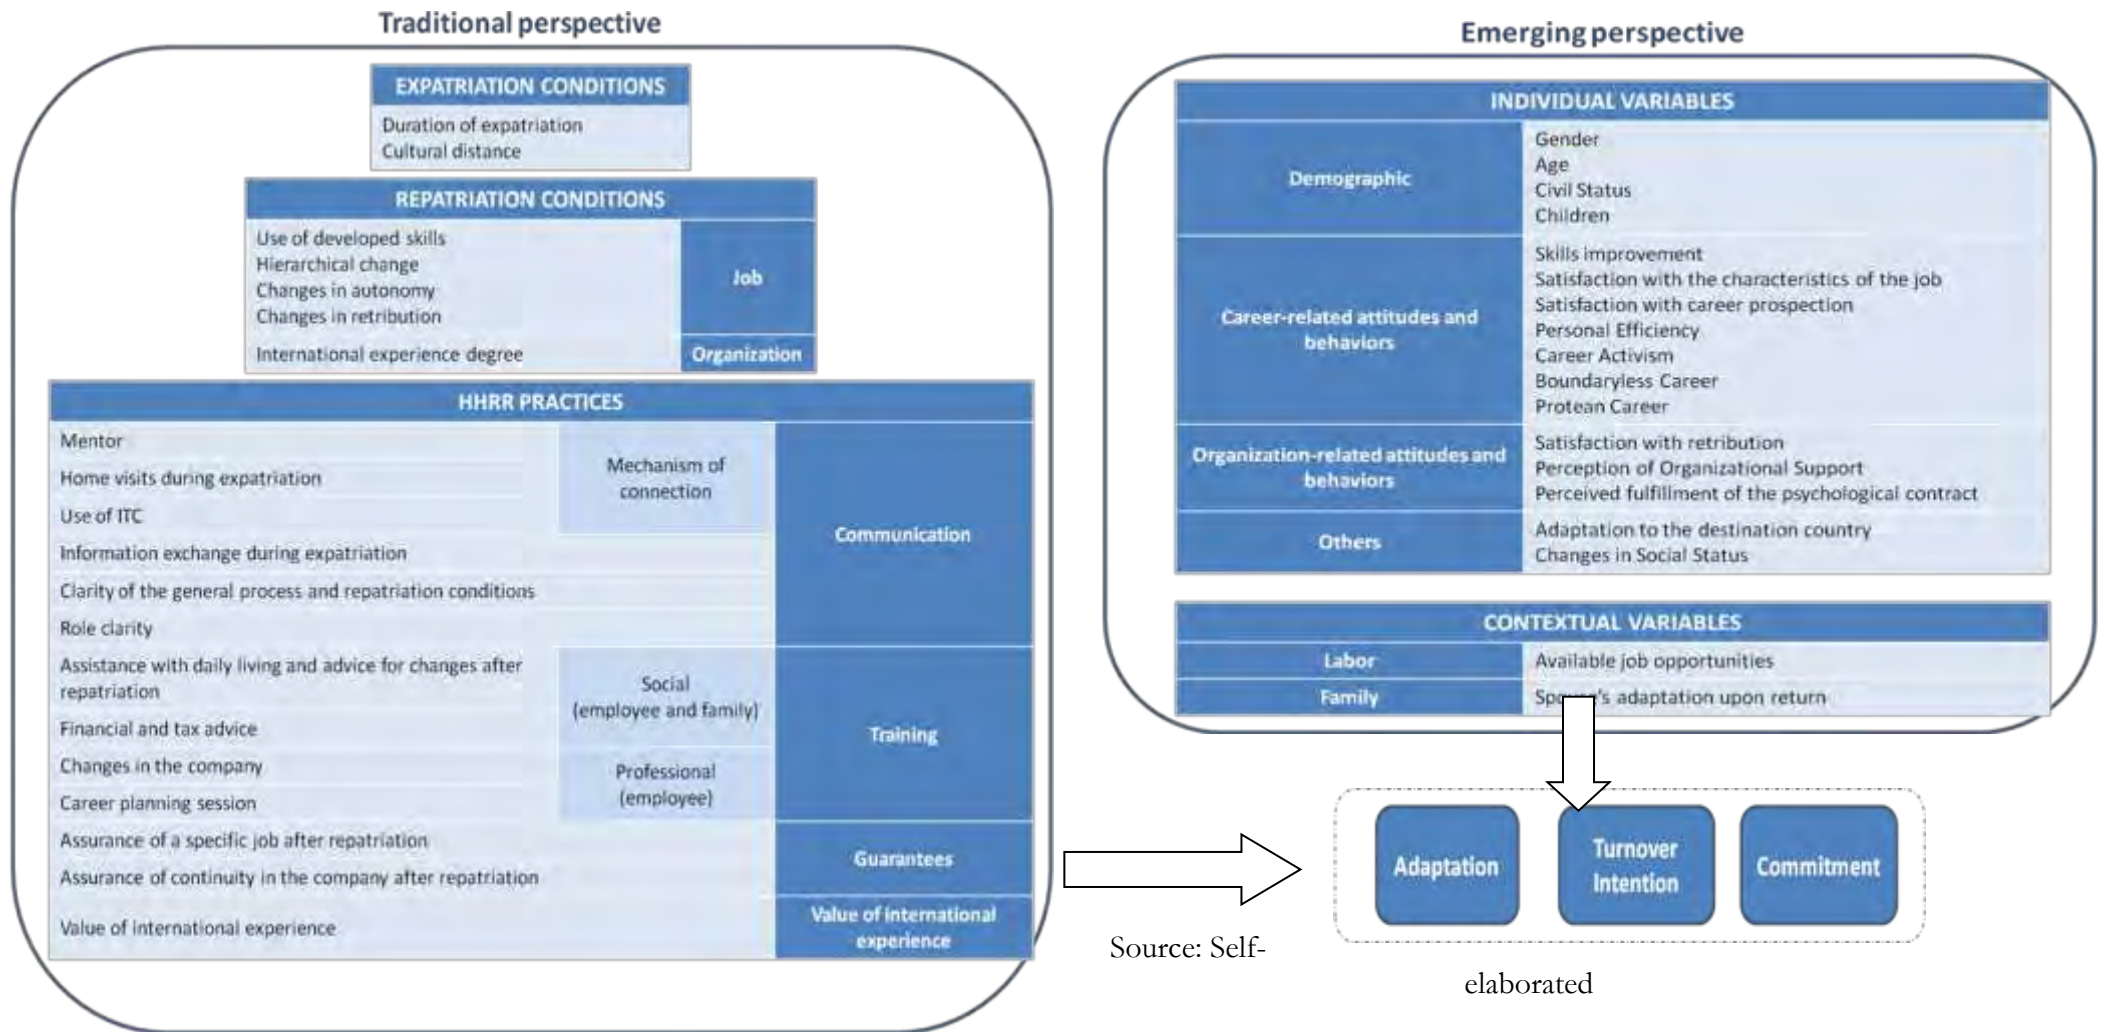 Traditional perspective
EXPATRIATION CONDITIONS
Duration of expatriation
Cultural distance
REPATRIATION CONDITIONS
Use of developed skills
Hierarchical change
Changes in autonomy
Changes in retribution
Job
International experience degree
Organization
HHRR PRACTICES
Mentor
Home visits during expatriation
Use of ITC
Mechanism of
connection
Information exchange during expatriation
Clarity of the general process and repatriation conditions
Role clarity
Communication
Assistance with daily living and advice for changes after
repatriation
Financial and tax advice
Social
(employee and family)
Changes in the company
Career planning session
Professional
(employee)
Training
Assurance of a specific job after repatriation
Assurance of continuity in the company after repatriation
Guarantees
Value of international experience
Value of international
experience
Emerging perspective
INDIVIDUAL VARIABLES
Demographic
Gender
Age
Civil Status
Children
Career-related attitudes and
behaviors
Skills improvement
Satisfaction with the characteristics of the job
Satisfaction with career prospection
Personal Efficiency
Career Activism
Boundaryless Career
Protean Career
Organization-related attitudes and
behaviors
Satisfaction with retribution
Perception of Organizational Support
Perceived fulfillment of the psychological contract
Others
Adaptation to the destination country
Changes in Social Status
CONTEXTUAL VARIABLES
Labor
Available job opportunities
Family
Spouse's adaptation upon return
Adaptation
Turnover
Intention
Commitment
Source: Self-
elaborated